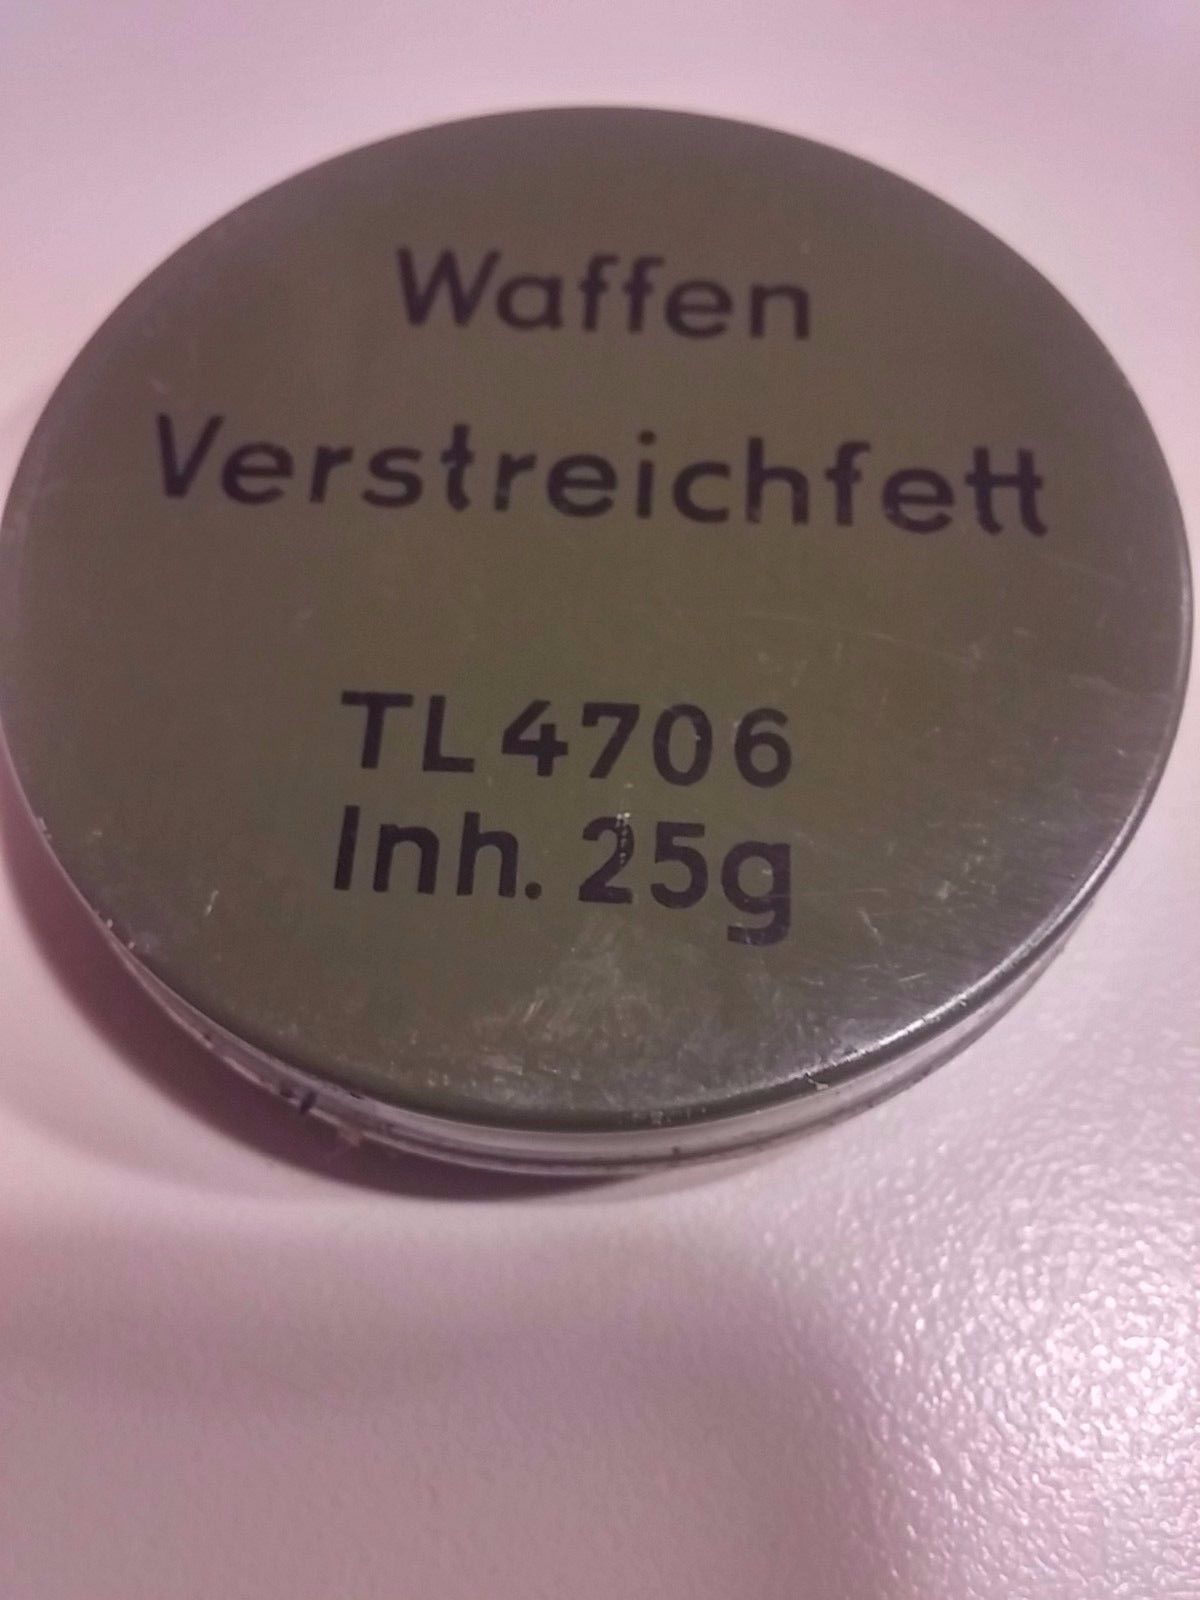 Waffen
Verstreichfett
TL 4706
Inh. 25g